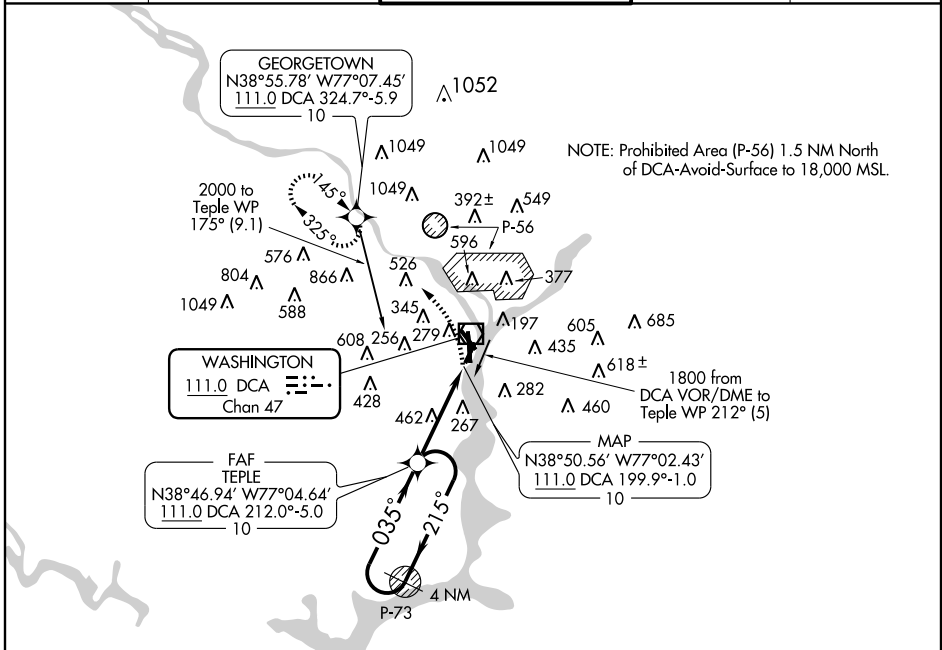 GEORGETOWN
N38°55.78' W77°07.45'
111.0 DCA 324.7°-5.9
10
1052
1049
1049
NOTE: Prohibited Area (P-56) 1.5 NM North
of DCA-Avoid-Surface to 18,000 MSL.
2000 to
Teple WP
175° (9.1)
145°
325°
1049
392±
549
P-56
596
377
576
804
866
526
1049
588
345
197
685
605
608
256
279
435
618±
WASHINGTON
111.0 DCA
Chan 47
428
282
1800 from
DCA VOR/DME to
Teple WP 212° (5)
462
267
460
MAP
N38°50.56' W77°02.43'
111.0 DCA 199.9°-1.0
10
FAF
TEPLE
N38°46.94' W77°04.64'
111.0 DCA 212.0°-5.0
10
035°
215°
4 NM
P-73